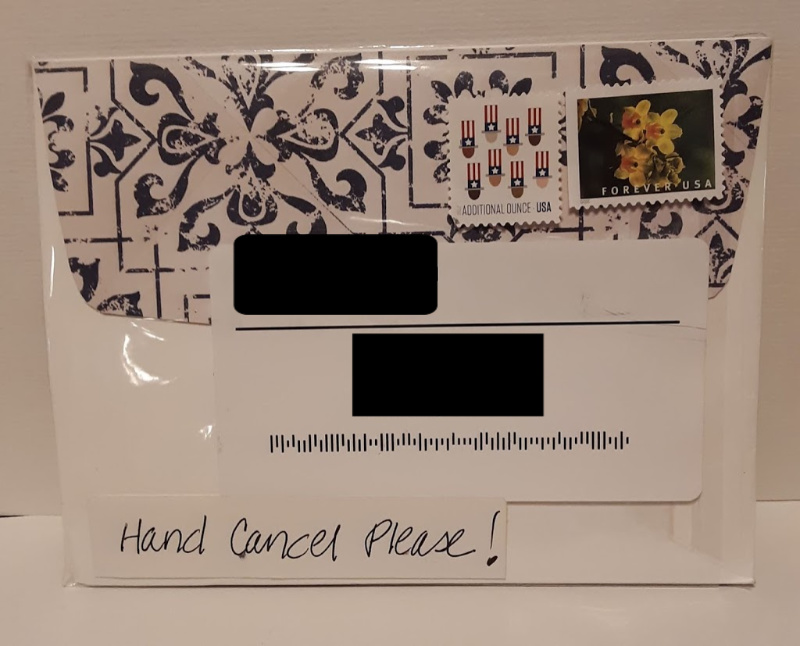 ADDITIONAL OUNCE USA
FOREVER USA
Hand Cancel Please!